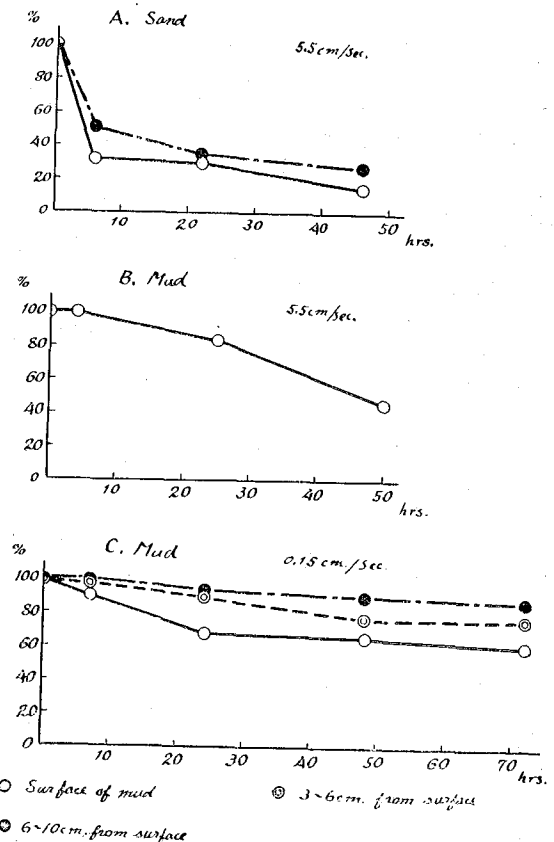 A. Sand
%
5.5cm/sec.
100
80
60
40
20
0
10 20 30 40 50
hrs.
B. Mud
%
5.5cm/sec.
100
80
60
40
20
0
10 20 30 40 50
hrs.
C. Mud
%
0.15 cm./sec.
100
80
60
40
20
0
10 20 30 40 50 60 70
hrs.
Surface of mud
3~6cm. from surface
6~10cm. from surface